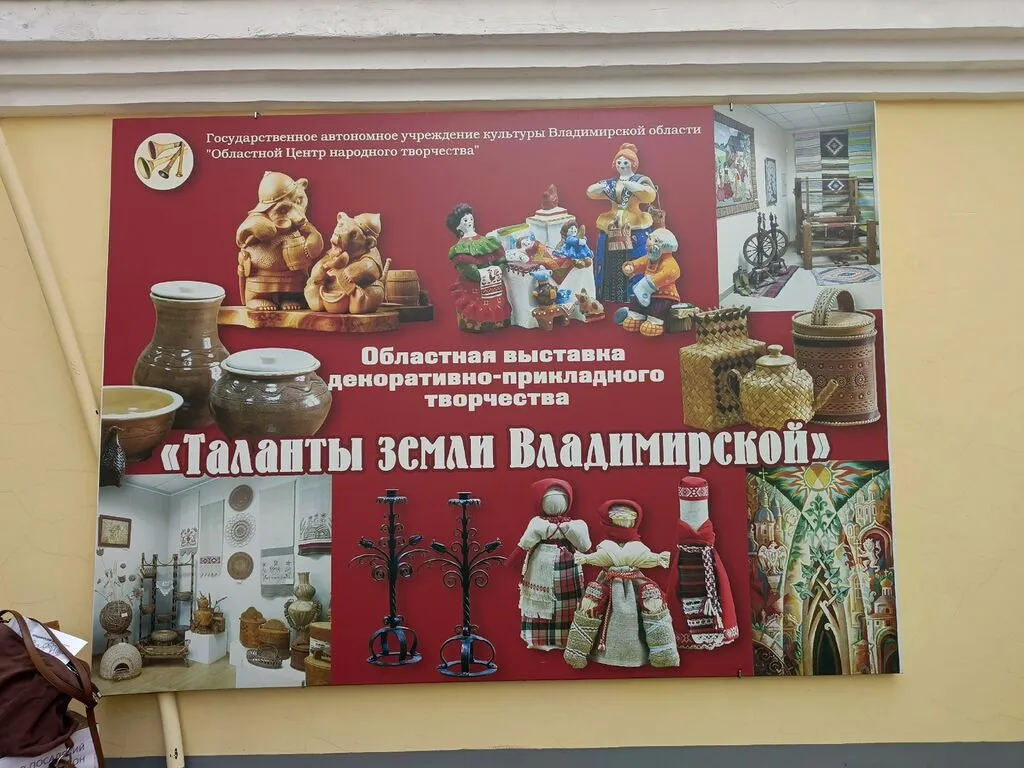 Государственное автономное учреждение культуры Владимирской области
"Областной Центр народного творчества"
Областная выставка
декоративно-прикладного
творчества
«Таланты земли Владимирской»